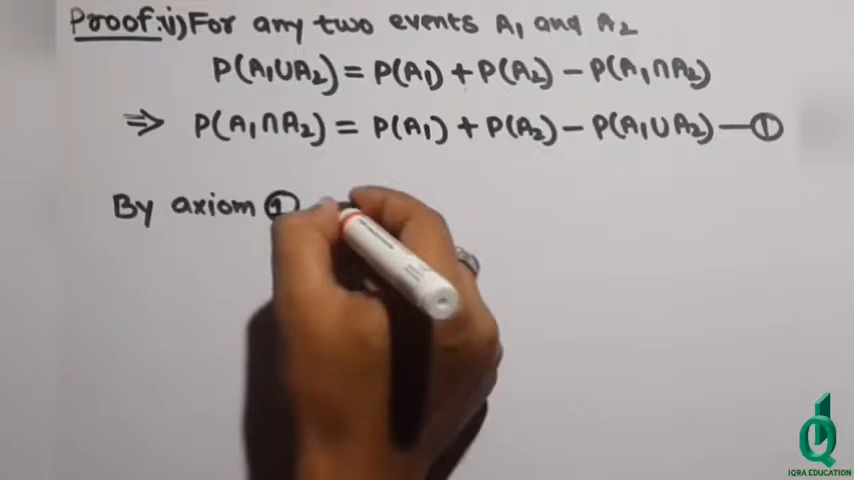 Proof:i) For any two events A₁ and A₂
P(A₁∪A₂) = P(A₁) + P(A₂) − P(A₁∩A₂)
⇒ P(A₁∩A₂) = P(A₁) + P(A₂) − P(A₁∪A₂) — ①
By axiom ①
IQRA EDUCATION